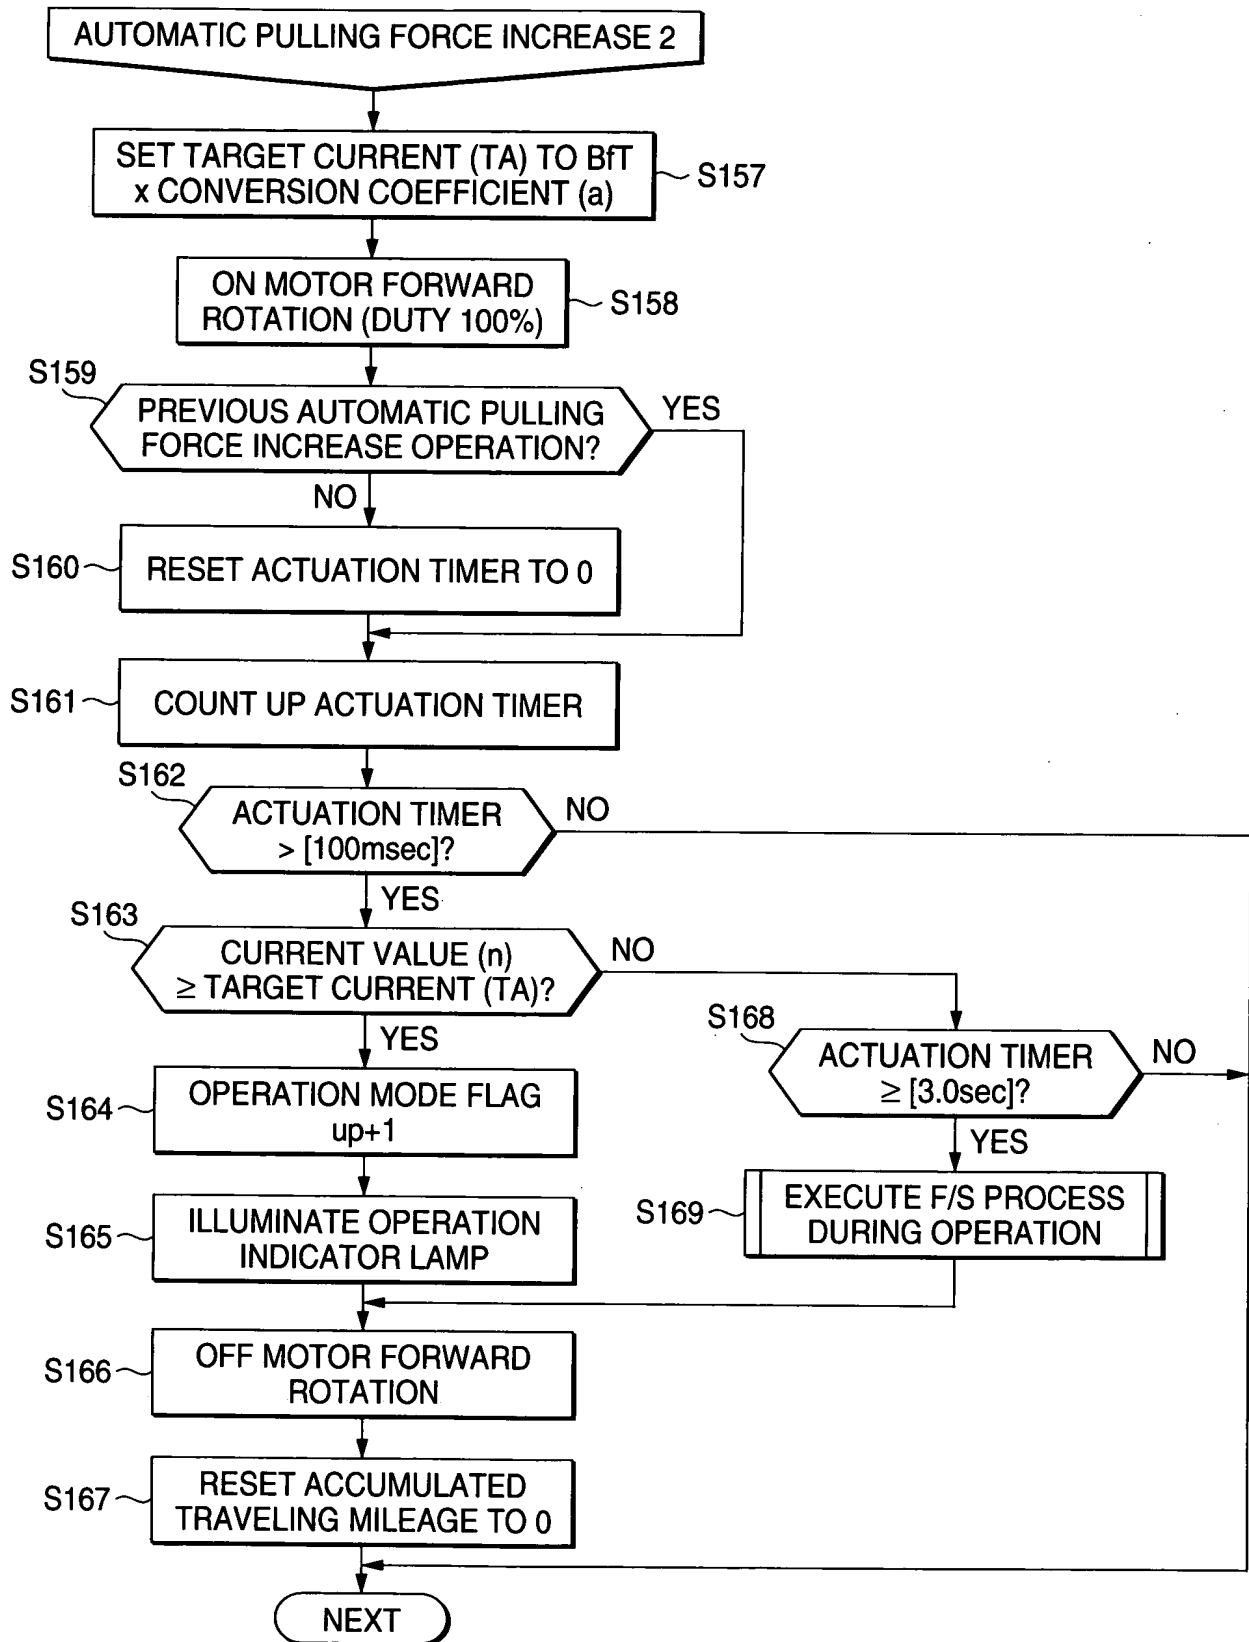 AUTOMATIC PULLING FORCE INCREASE 2
SET TARGET CURRENT (TA) TO BfT
x CONVERSION COEFFICIENT (a)
S157
ON MOTOR FORWARD
ROTATION (DUTY 100%)
S158
S159
PREVIOUS AUTOMATIC PULLING
FORCE INCREASE OPERATION?
YES
NO
S160
RESET ACTUATION TIMER TO 0
S161
COUNT UP ACTUATION TIMER
S162
ACTUATION TIMER
> [100msec]?
NO
YES
S163
CURRENT VALUE (n)
≥ TARGET CURRENT (TA)?
NO
YES
S168
ACTUATION TIMER
≥ [3.0sec]?
NO
YES
S164
OPERATION MODE FLAG
up+1
S169
EXECUTE F/S PROCESS
DURING OPERATION
S165
ILLUMINATE OPERATION
INDICATOR LAMP
S166
OFF MOTOR FORWARD
ROTATION
S167
RESET ACCUMULATED
TRAVELING MILEAGE TO 0
NEXT